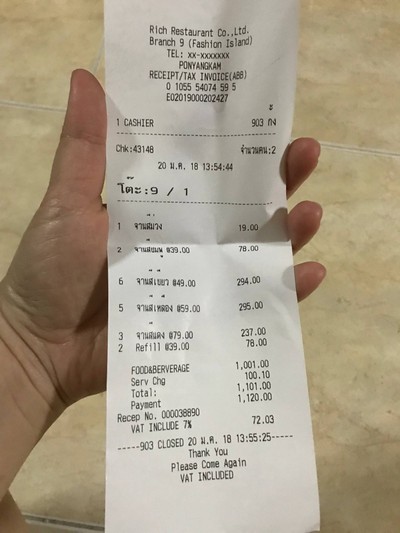 Rich Restaurant Co.,Ltd.
Branch 9 (Fashion Island)
TEL: xx-xxxxxxx
PONYANGKAM
RECEIPT/TAX INVOICE(ABB)
0 1055 54074 59 5
E02019000202427
1 CASHIER 903 กุ้ง
Chk:43148 จำนวนคน:2
20 ม.ค. 18 13:54:44
โต๊ะ:9 / 1
1 จานสีม่วง 19.00
2 จานสีชมพู @39.00 78.00
6 จานสีเขียว @49.00 294.00
5 จานสีเหลือง @59.00 295.00
3 จานสีแดง @79.00 237.00
2 Refill @39.00 78.00
FOOD&BERVERAGE 1,001.00
Serv Chg 100.10
Total: 1,101.00
Payment 1,120.00
Recep No. 000038890
VAT INCLUDE 7% 72.03
-----903 CLOSED 20 ม.ค. 18 13:55:25-----
Thank You
Please Come Again
VAT INCLUDED